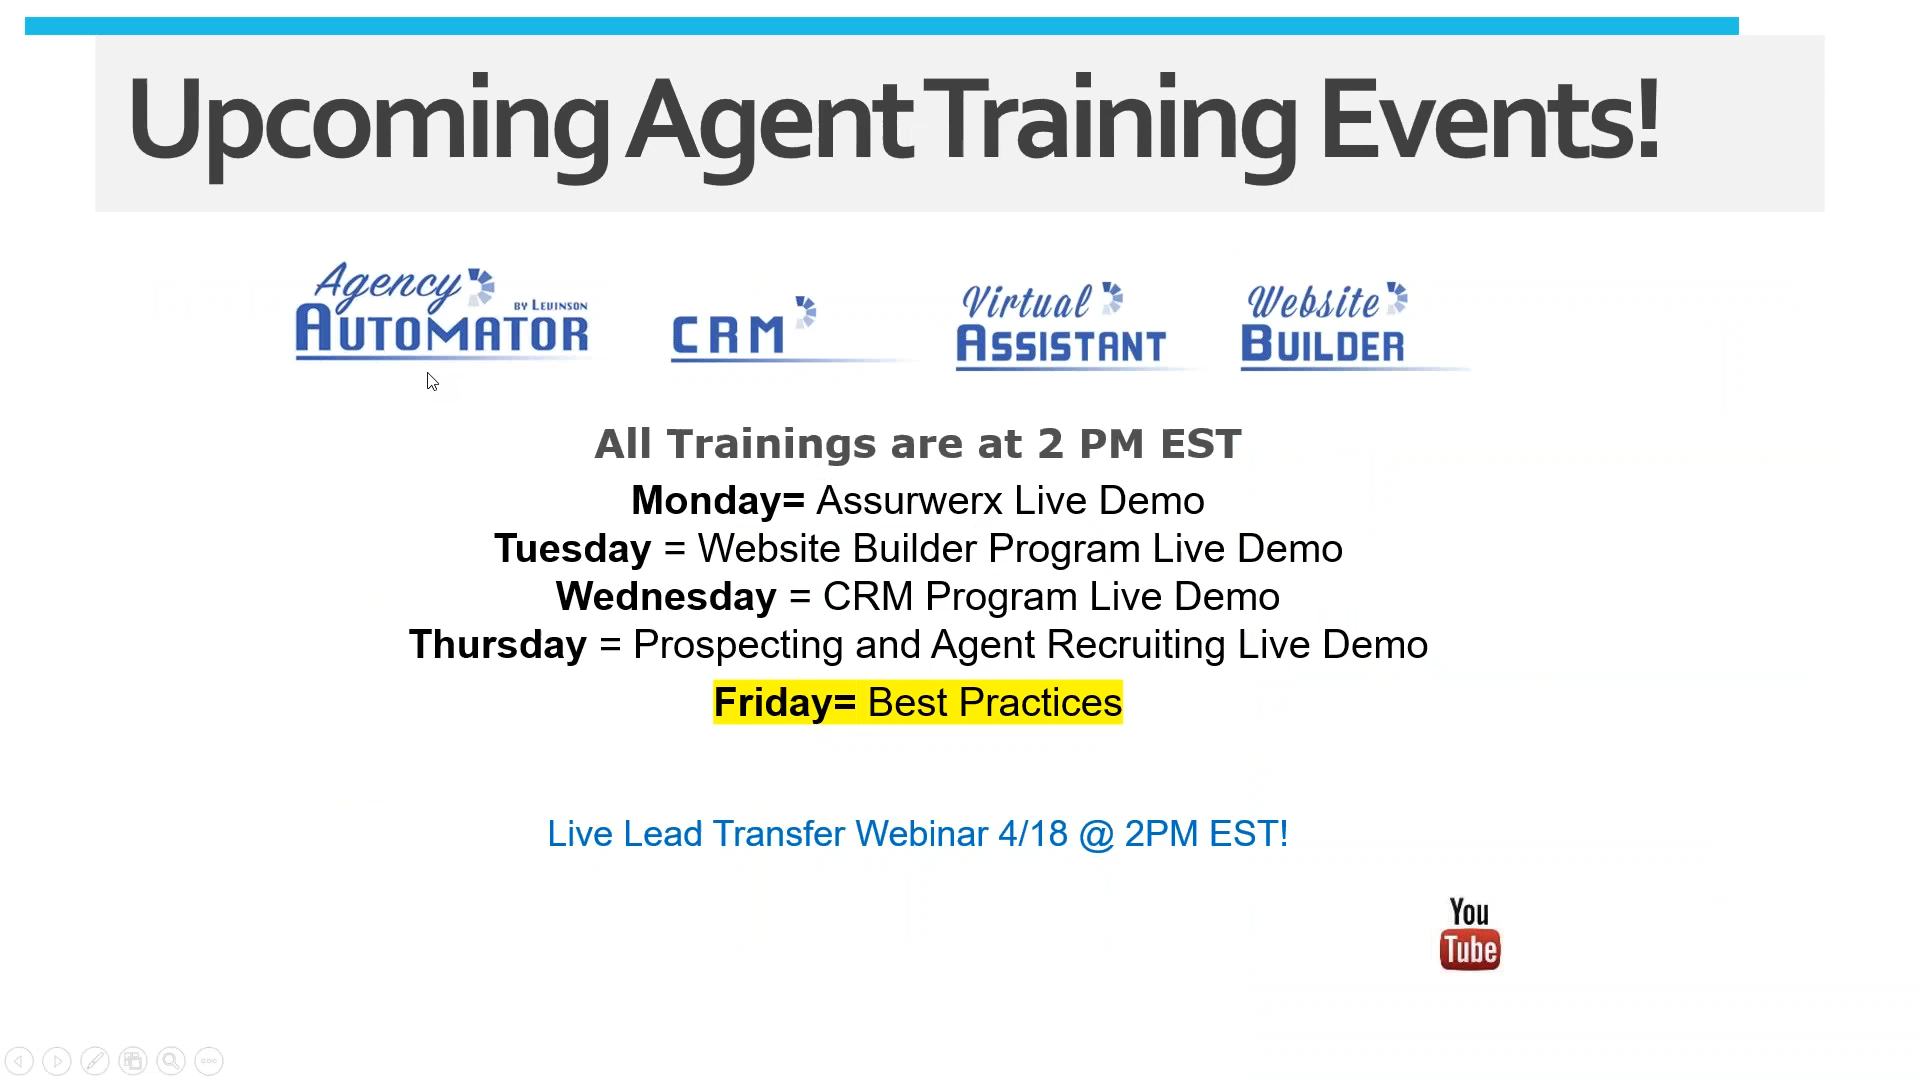 Upcoming Agent Training Events!
Agency
BY LEVINSON
AUTOMATOR
CRM
Virtual
ASSISTANT
Website
BUILDER
All Trainings are at 2 PM EST
Monday= Assurwerx Live Demo
Tuesday = Website Builder Program Live Demo
Wednesday = CRM Program Live Demo
Thursday = Prospecting and Agent Recruiting Live Demo
Friday= Best Practices
Live Lead Transfer Webinar 4/18 @ 2PM EST!
You
Tube